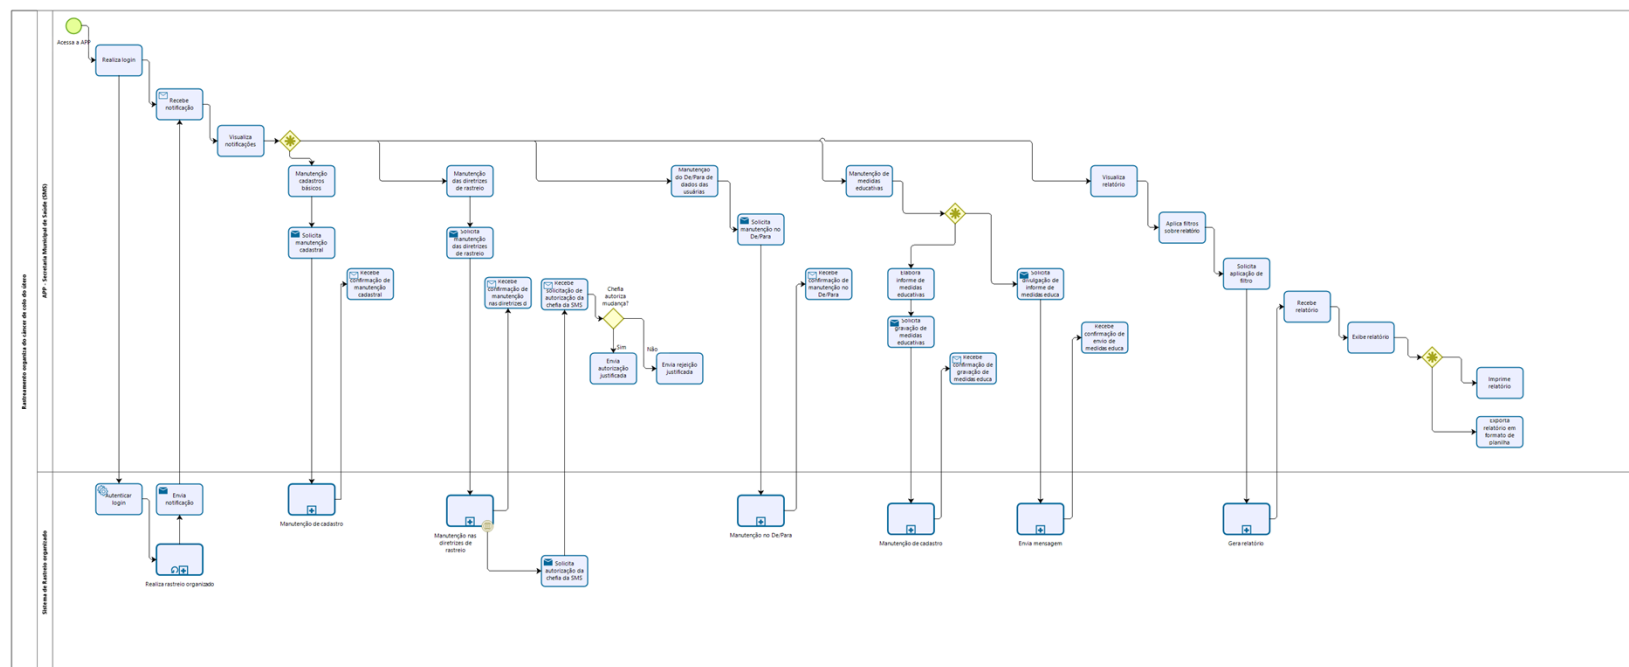 Rastreamento organiza do câncer de colo do útero
APP - Secretaria Municipal de Saúde (SMS)
Sistema de Rastreio organizado
Acessa a APP
Realiza login
Recebe
notificação
Visualiza
notificações
Manutenção
cadastros
básicos
Solicita
manutenção
cadastral
Recebe
confirmação de
manutenção
cadastral
Manutenção
das diretrizes
de rastreio
Solicita
manutenção
das diretrizes
de rastreio
Recebe
confirmação de
manutenção
nas diretrizes d
Recebe
solicitação de
autorização da
chefia da SMS
Chefia
autoriza
mudança?
Sim
Não
Envia
autorização
justificada
Envia rejeição
justificada
Manutenção
do De/Para de
dados das
usuárias
Solicita
manutenção no
De/Para
Recebe
confirmação de
manutenção no
De/Para
Manutenção de
medidas
educativas
Elabora
informe de
medidas
educativas
Solicita
gravação de
medidas
educativas
Recebe
confirmação de
gravação de
medidas educa
Solicita
divulgação de
informe de
medidas educa
Recebe
confirmação de
envio de
medidas educa
Visualiza
relatório
Aplica filtros
sobre relatório
Solicita
aplicação de
filtro
Recebe
relatório
Exibe relatório
Imprime
relatório
Exporta
relatório em
formato de
planilha
Autenticar
login
Envia
notificação
Realiza rastreio organizado
Manutenção de cadastro
Manutenção nas
diretrizes de
rastreio
Solicita
autorização da
chefia da SMS
Manutenção no De/Para
Manutenção de cadastro
Envia mensagem
Gera relatório